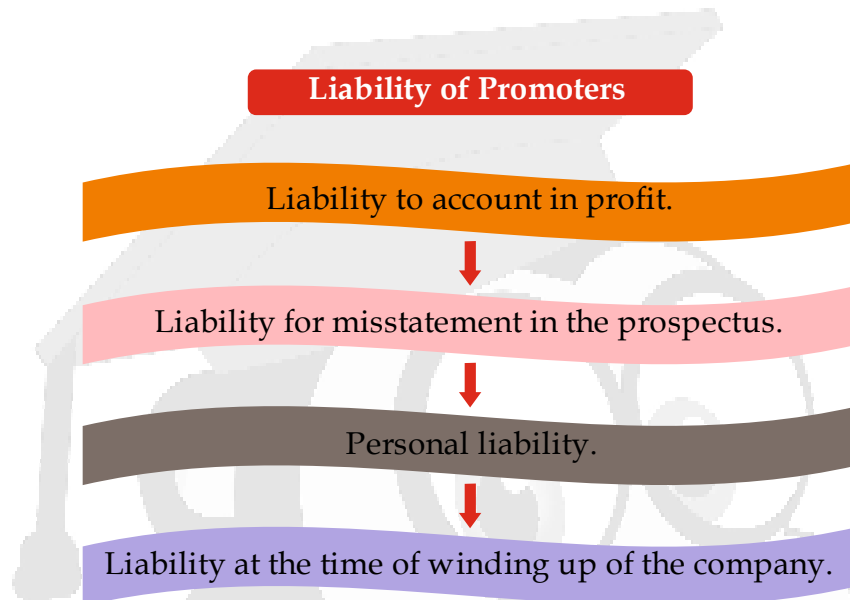 Liability of Promoters
Liability to account in profit.
Liability for misstatement in the prospectus.
Personal liability.
Liability at the time of winding up of the company.